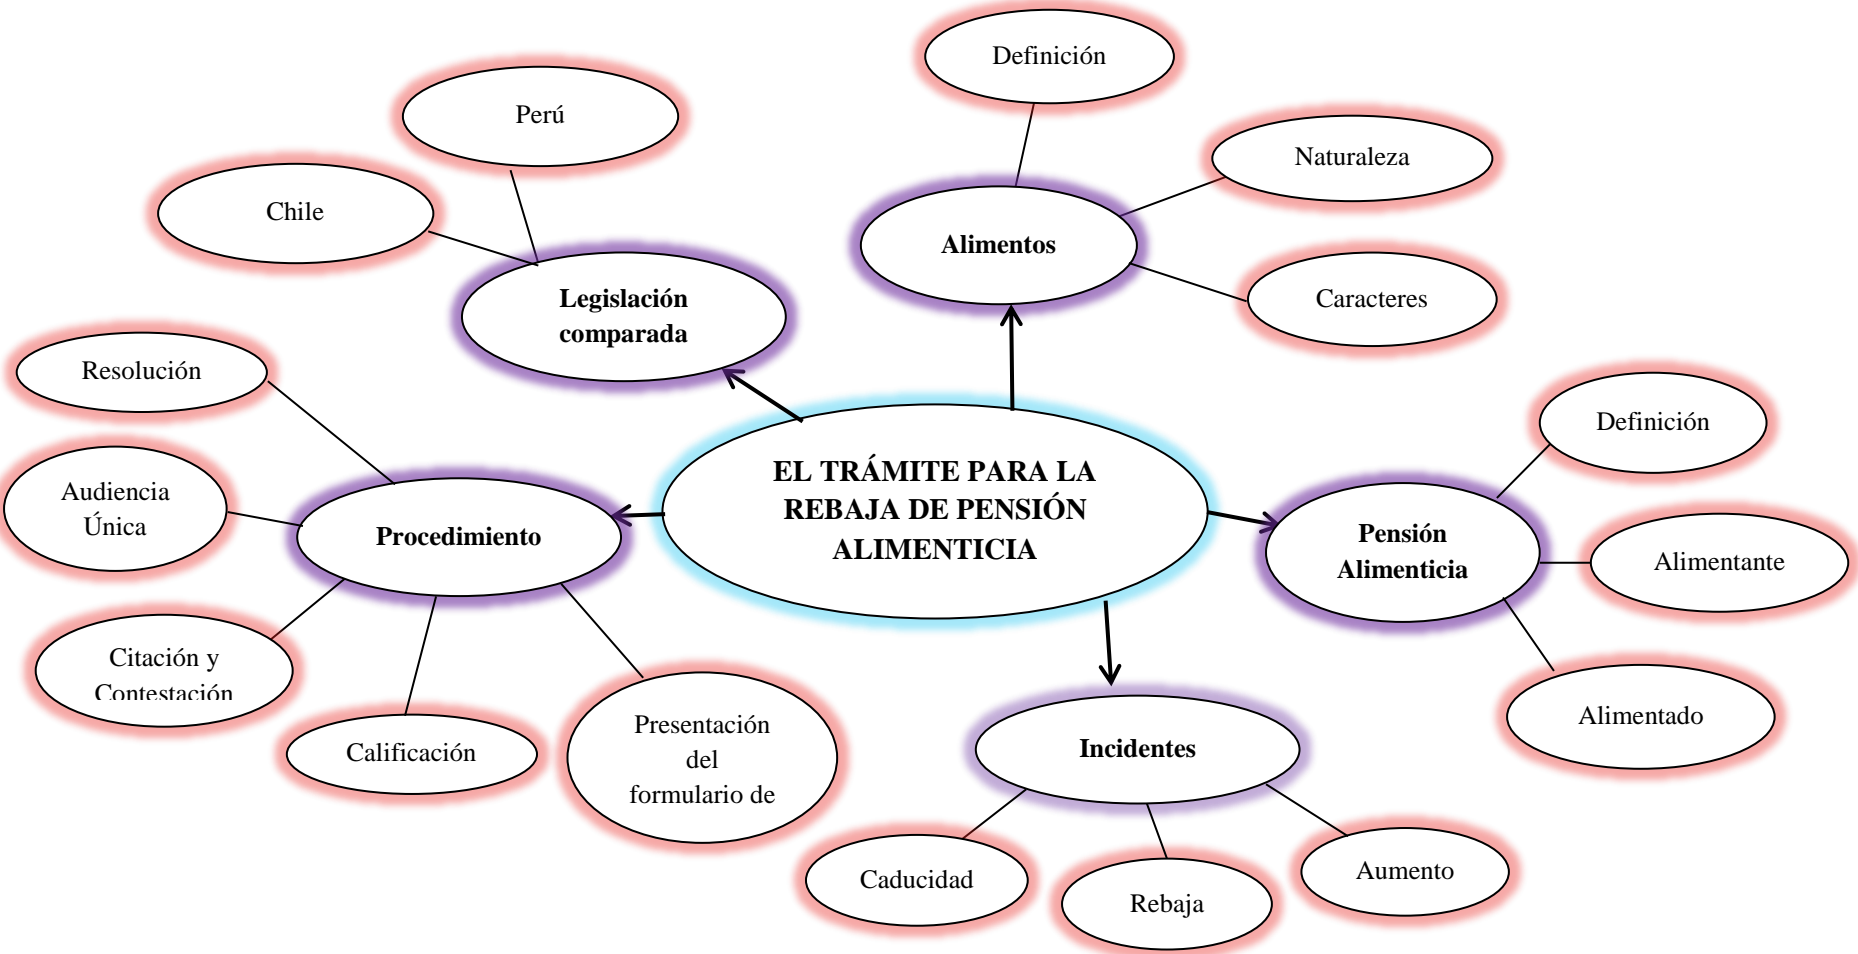 Definición
Perú
Naturaleza
Chile
Alimentos
Caracteres
Legislación
comparada
Resolución
Definición
EL TRÁMITE PARA LA
REBAJA DE PENSIÓN
ALIMENTICIA
Audiencia
Única
Procedimiento
Pensión
Alimenticia
Alimentante
Citación y
Contestación
Alimentado
Presentación
del
formulario de
Calificación
Incidentes
Caducidad
Rebaja
Aumento